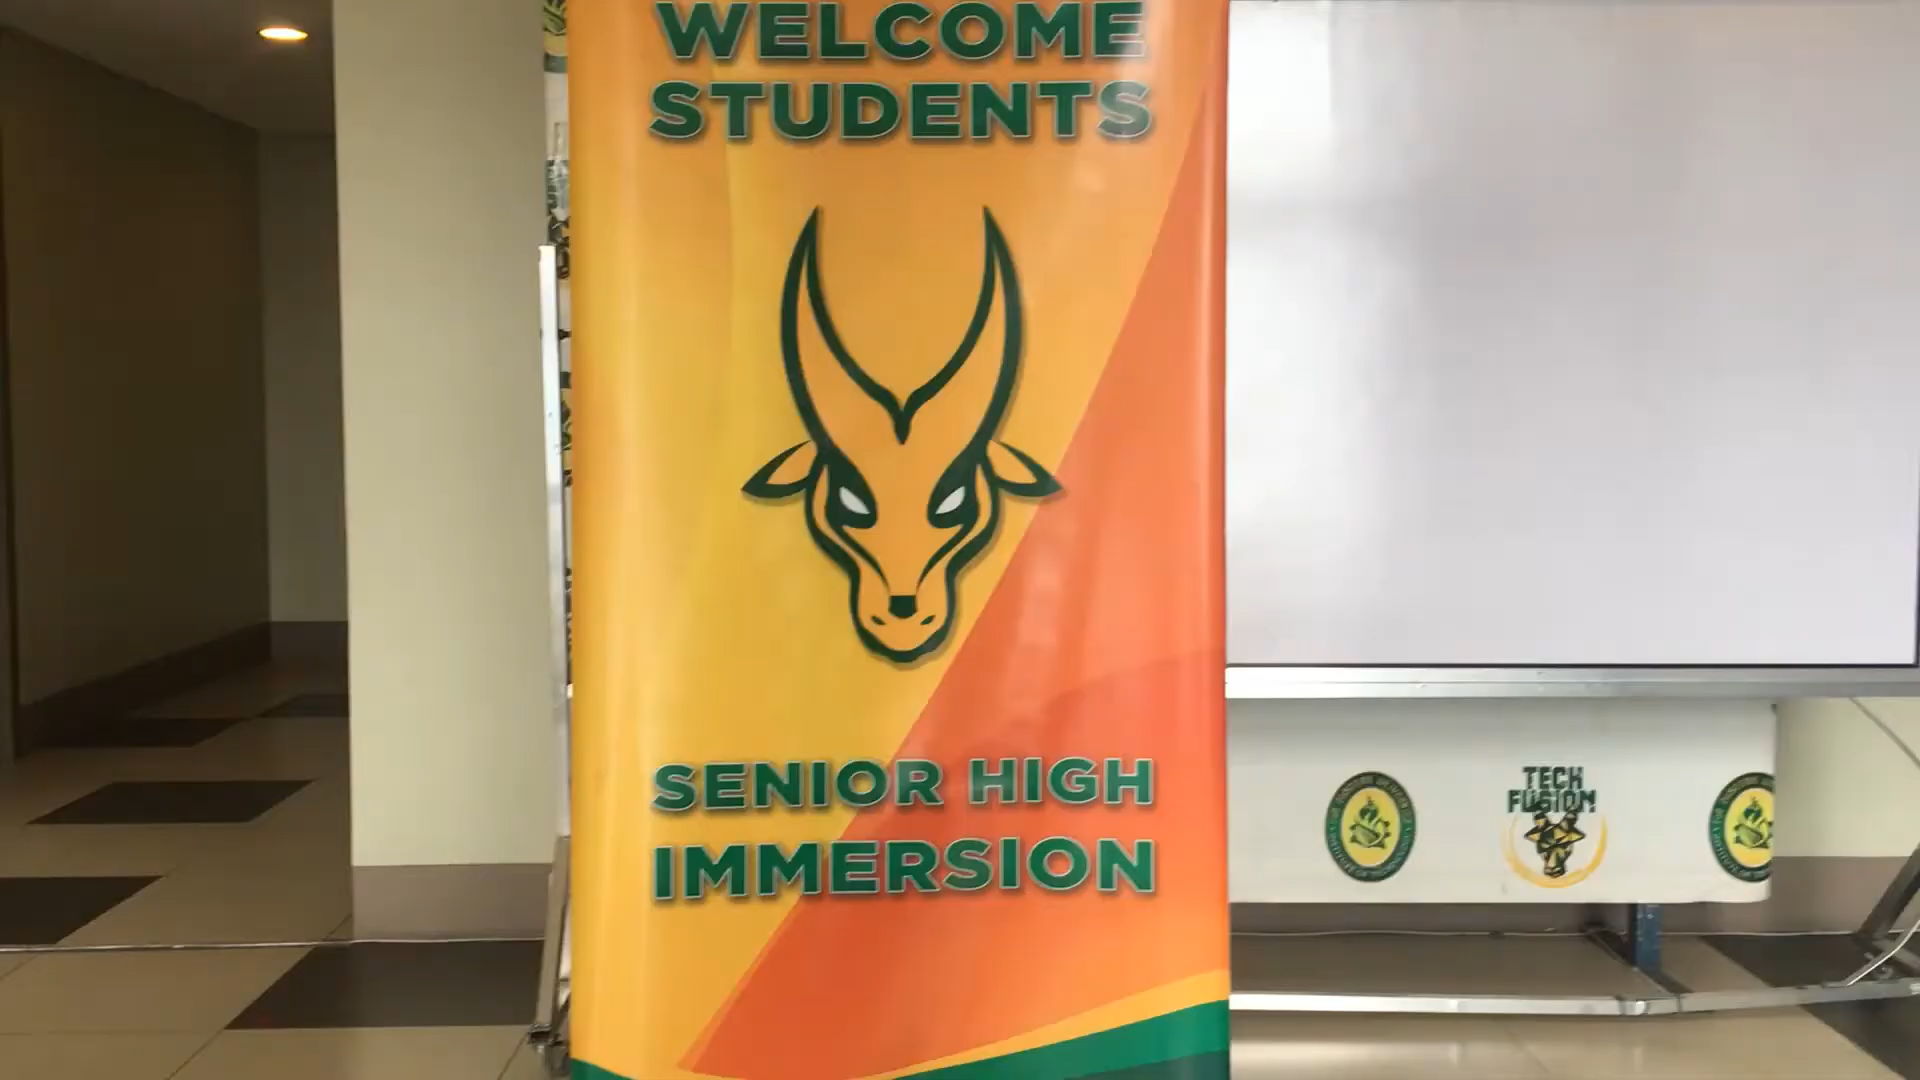 WELCOME
STUDENTS
SENIOR HIGH
IMMERSION
TECH
FUSION